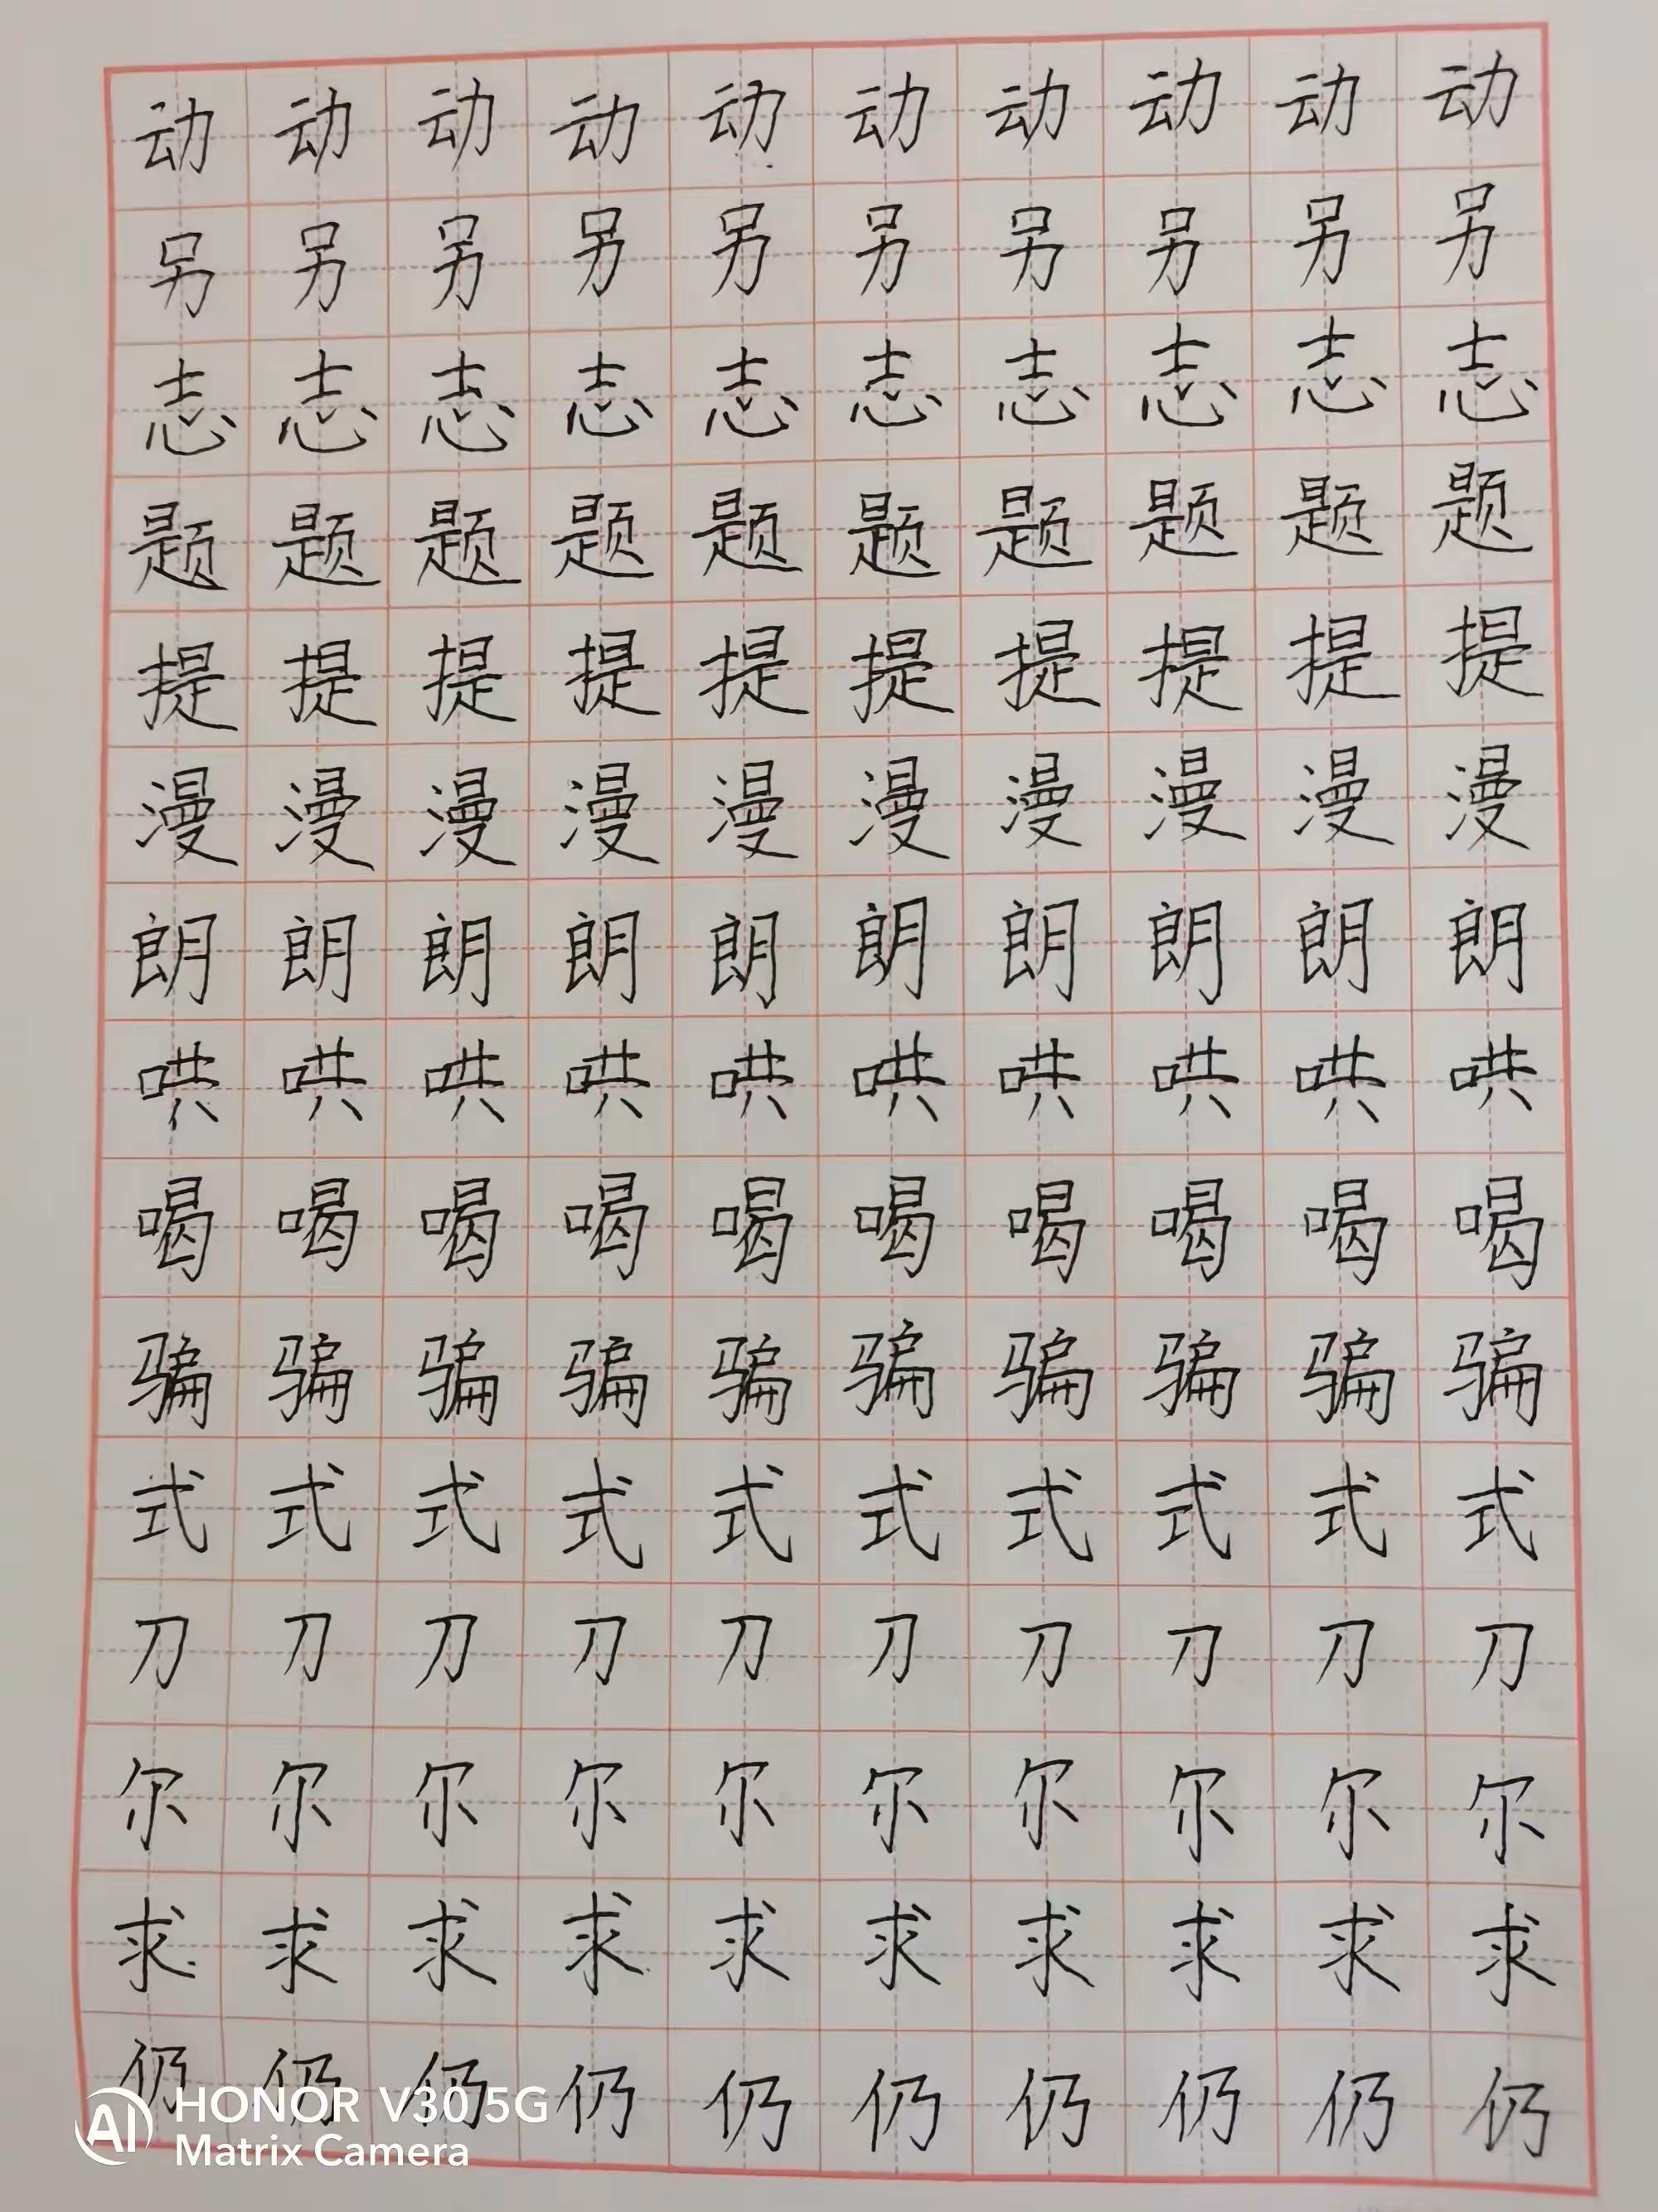 动动动动动动动动动动
另另另另另另另另另另
志志志志志志志志志志
题题题题题题题题题题
提提提提提提提提提提
漫漫漫漫漫漫漫漫漫漫
朗朗朗朗朗朗朗朗朗朗
哄哄哄哄哄哄哄哄哄哄
喝喝喝喝喝喝喝喝喝喝
骗骗骗骗骗骗骗骗骗骗
式式式式式式式式式式
刀刀刀刀刀刀刀刀刀刀
尔尔尔尔尔尔尔尔尔尔
求求求求求求求求求求
仍仍仍仍仍仍仍仍仍仍
AI HONOR V30 5G
Matrix Camera